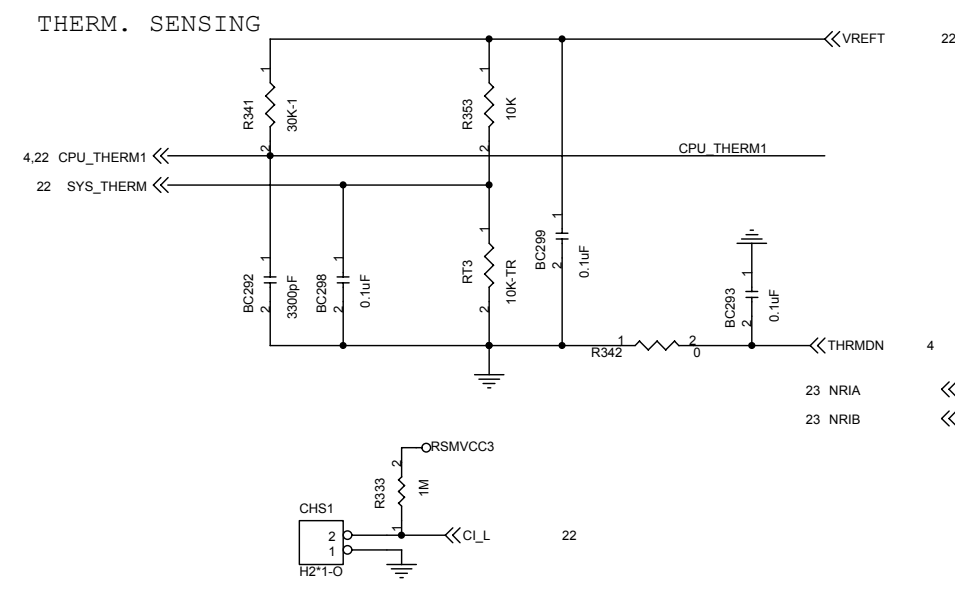 THERM. SENSING
VREFT 22
1
R341
30K-1
2
1
R353
10K
2
4,22 CPU_THERM1
CPU_THERM1
22 SYS_THERM
1
BC292
3300pF
2
1
BC298
0.1uF
2
1
RT3
10K-TR
2
1
BC299
0.1uF
2
1
BC293
0.1uF
2
1
R342
2
0
THRMDN 4
23 NRIA
23 NRIB
RSMVCC3
2
R333
1M
1
CHS1
2
1
H2*1-O
CI_L 22